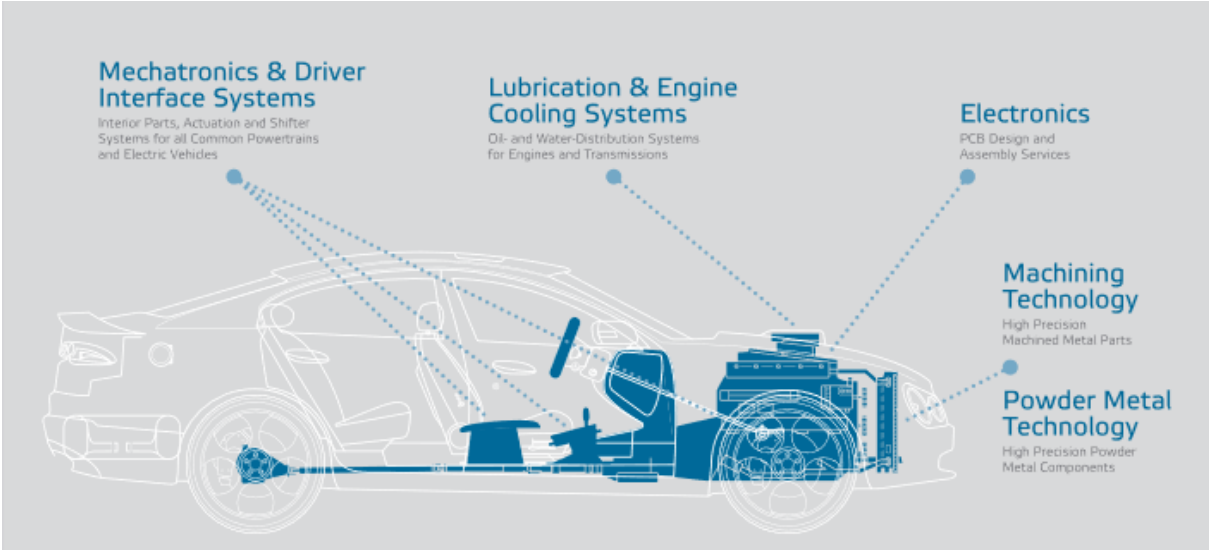 Mechatronics & Driver
Interface Systems
Interior Parts, Actuation and Shifter
Systems for all Common Powertrains
and Electric Vehicles
Lubrication & Engine
Cooling Systems
Oil- and Water-Distribution Systems
for Engines and Transmissions
Electronics
PCB Design and
Assembly Services
Machining
Technology
High Precision
Machined Metal Parts
Powder Metal
Technology
High Precision Powder
Metal Components